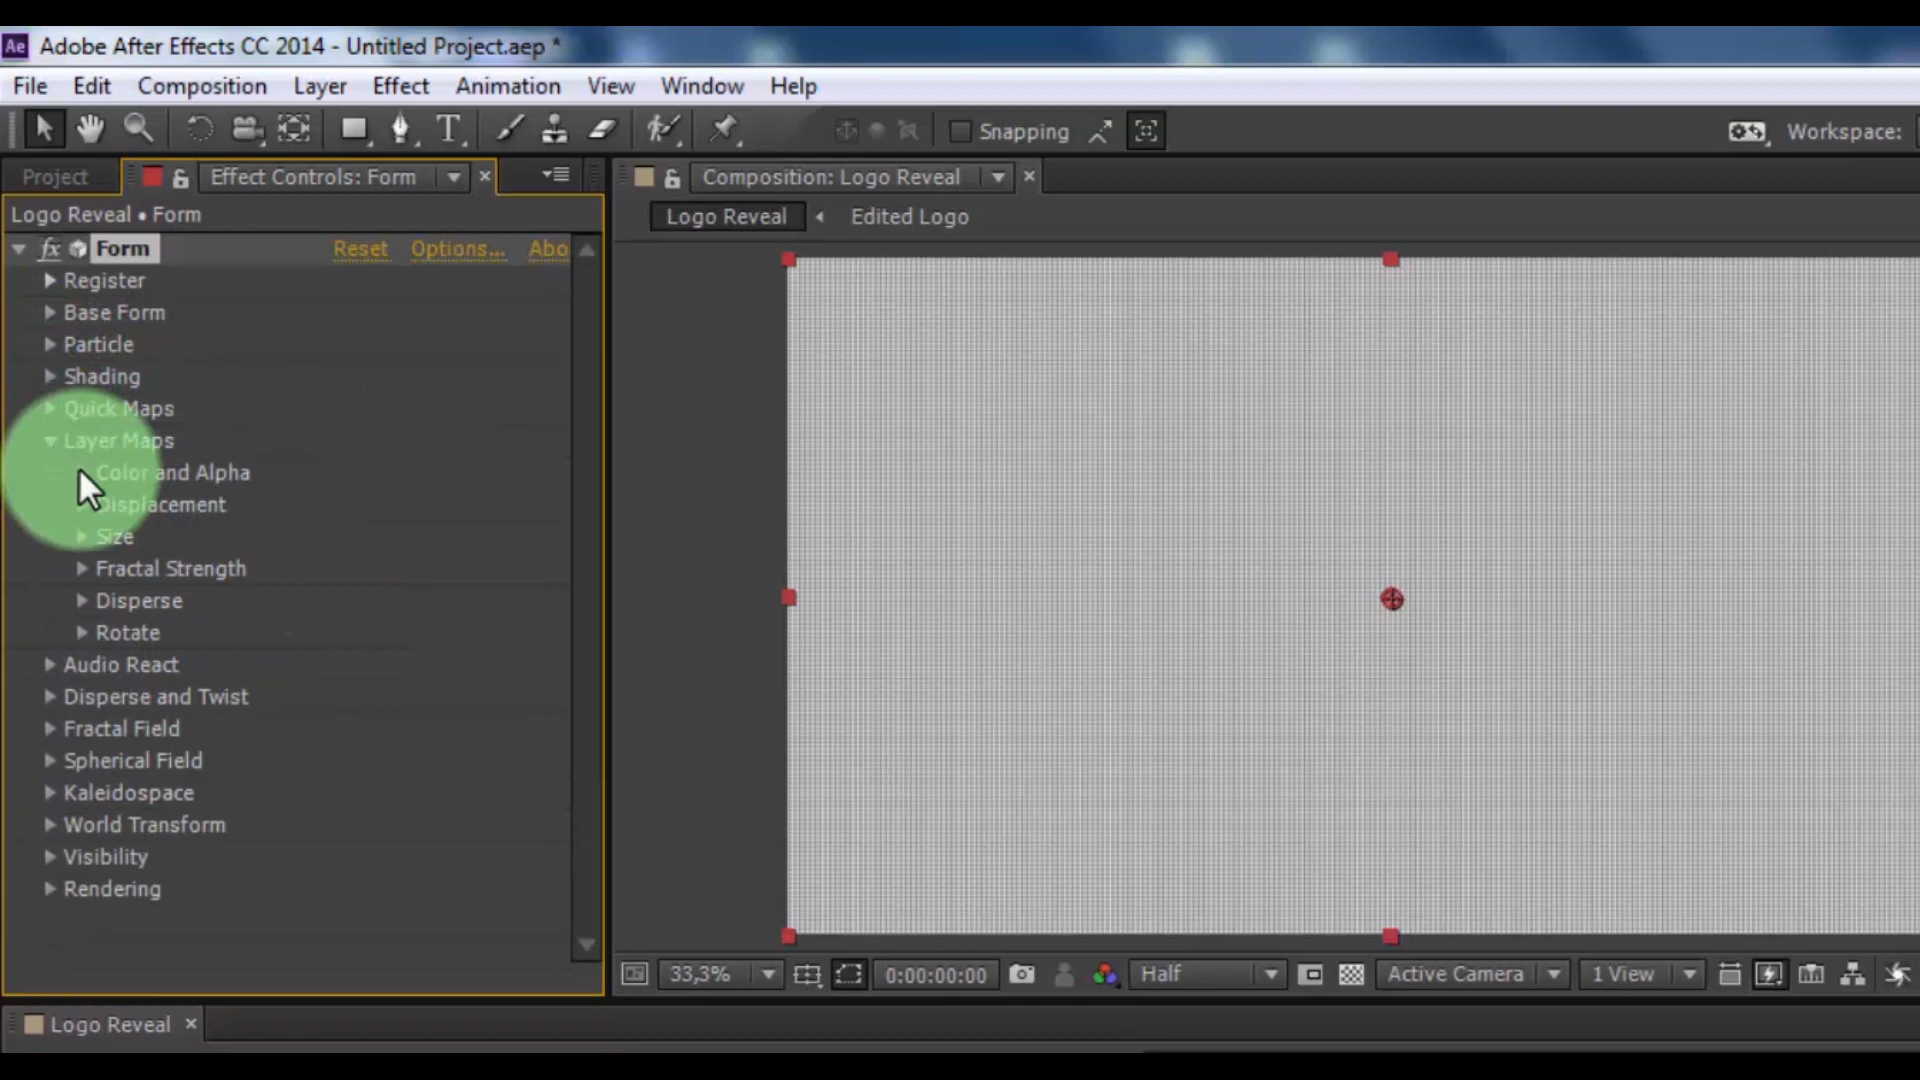 Ae Adobe After Effects CC 2014 - Untitled Project.aep *
File Edit Composition Layer Effect Animation View Window Help
T Snapping Workspace:
Project Effect Controls: Form Composition: Logo Reveal
Logo Reveal • Form
Logo Reveal Edited Logo
fx Form Reset Options... Abo
Register
Base Form
Particle
Shading
Quick Maps
Layer Maps
Color and Alpha
Displacement
Size
Fractal Strength
Disperse
Rotate
Audio React
Disperse and Twist
Fractal Field
Spherical Field
Kaleidospace
World Transform
Visibility
Rendering
33,3% 0:00:00:00 Half Active Camera 1 View
Logo Reveal